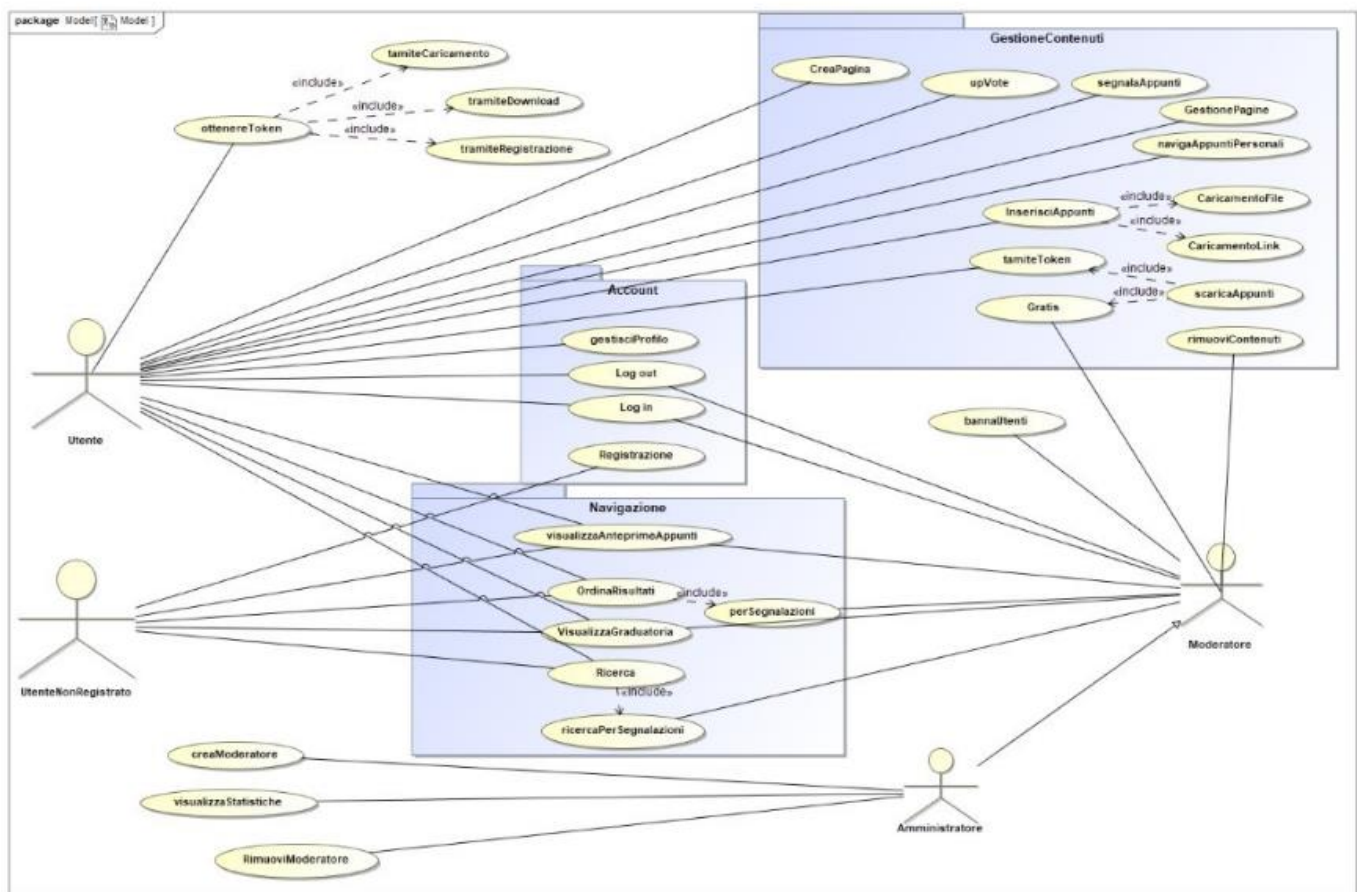 package Model[ Model ]
GestioneContenuti
tamiteCaricamento
«include»
CreaPagina
upVote
segnalaAppunti
tramiteDownload
«include»
GestionePagine
ottenereToken
«include»
tramiteRegistrazione
navigaAppuntiPersonali
InserisciAppunti
«include»
CaricamentoFile
«include»
CaricamentoLink
tamiteToken
«include»
Account
«include»
scaricaAppunti
Gratis
gestisciProfilo
rimuoviContenuti
Log out
Log in
bannaUtenti
Utente
Registrazione
Navigazione
visualizzaAnteprimeAppunti
OrdinaRisultati
«include»
perSegnalazioni
VisualizzaGraduatoria
Moderatore
Ricerca
UtenteNonRegistrato
«include»
ricercaPerSegnalazioni
creaModeratore
visualizzaStatistiche
Amministratore
RimuoviModeratore